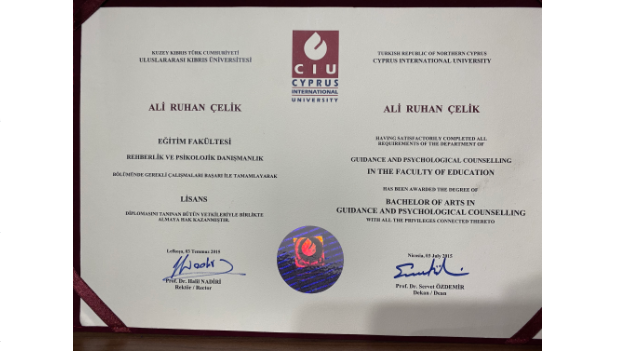 KUZEY KIBRIS TÜRK CUMHURİYETİ
ULUSLARARASI KIBRIS ÜNİVERSİTESİ
ALİ RUHAN ÇELİK
EĞİTİM FAKÜLTESİ
REHBERLİK VE PSİKOLOJİK DANIŞMANLIK
BÖLÜMÜNDE GEREKLİ ÇALIŞMALARI BAŞARI İLE TAMAMLAYARAK
LİSANS
DİPLOMASINI TANINAN BÜTÜN YETKİLERİYLE BİRLİKTE
ALMAYA HAK KAZANMIŞTIR.
Lefkoşa, 03 Temmuz 2015
Prof. Dr. Halil NADİRİ
Rektör / Rector
CIU
CYPRUS
INTERNATIONAL
UNIVERSITY
TURKISH REPUBLIC OF NORTHERN CYPRUS
CYPRUS INTERNATIONAL UNIVERSITY
ALİ RUHAN ÇELİK
HAVING SATISFACTORILY COMPLETED ALL
REQUIREMENTS OF THE DEPARTMENT OF
GUIDANCE AND PSYCHOLOGICAL COUNSELLING
IN THE FACULTY OF EDUCATION
HAS BEEN AWARDED THE DEGREE OF
BACHELOR OF ARTS IN
GUIDANCE AND PSYCHOLOGICAL COUNSELLING
WITH ALL THE PRIVILEGES CONNECTED THERETO
Nicosia, 03 July 2015
Prof. Dr. Servet ÖZDEMİR
Dekan / Dean